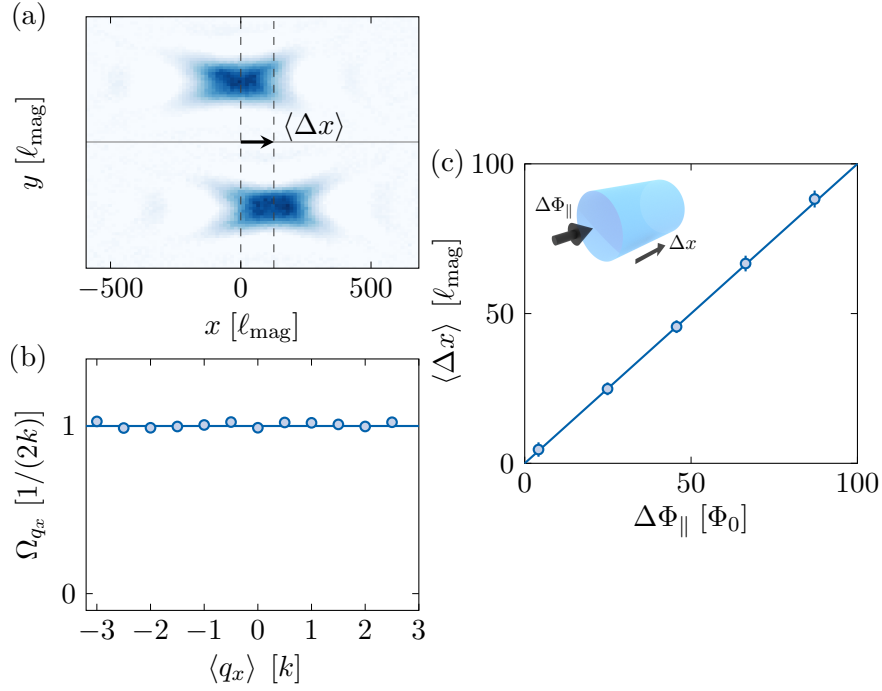 (a)
y [ℓmag]
⟨Δx⟩
−500 0 500
x [ℓmag]
(b)
Ωqx [1/(2k)]
1
0
−3 −2 −1 0 1 2 3
⟨qx⟩ [k]
(c)
⟨Δx⟩ [ℓmag]
100
50
0
ΔΦ∥
Δx
0 50 100
ΔΦ∥ [Φ0]